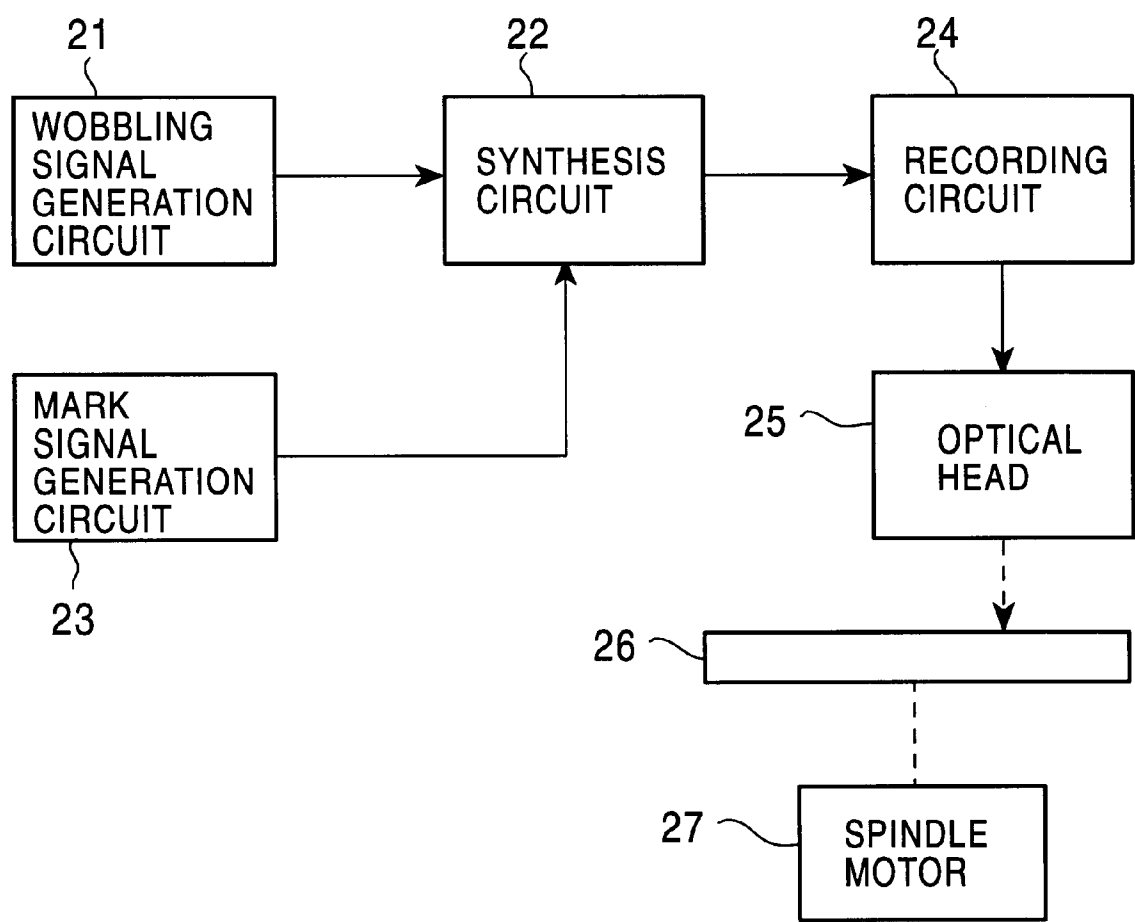 21
22
24
WOBBLING
SIGNAL
GENERATION
CIRCUIT
SYNTHESIS
CIRCUIT
RECORDING
CIRCUIT
MARK
SIGNAL
GENERATION
CIRCUIT
23
25
OPTICAL
HEAD
26
27
SPINDLE
MOTOR